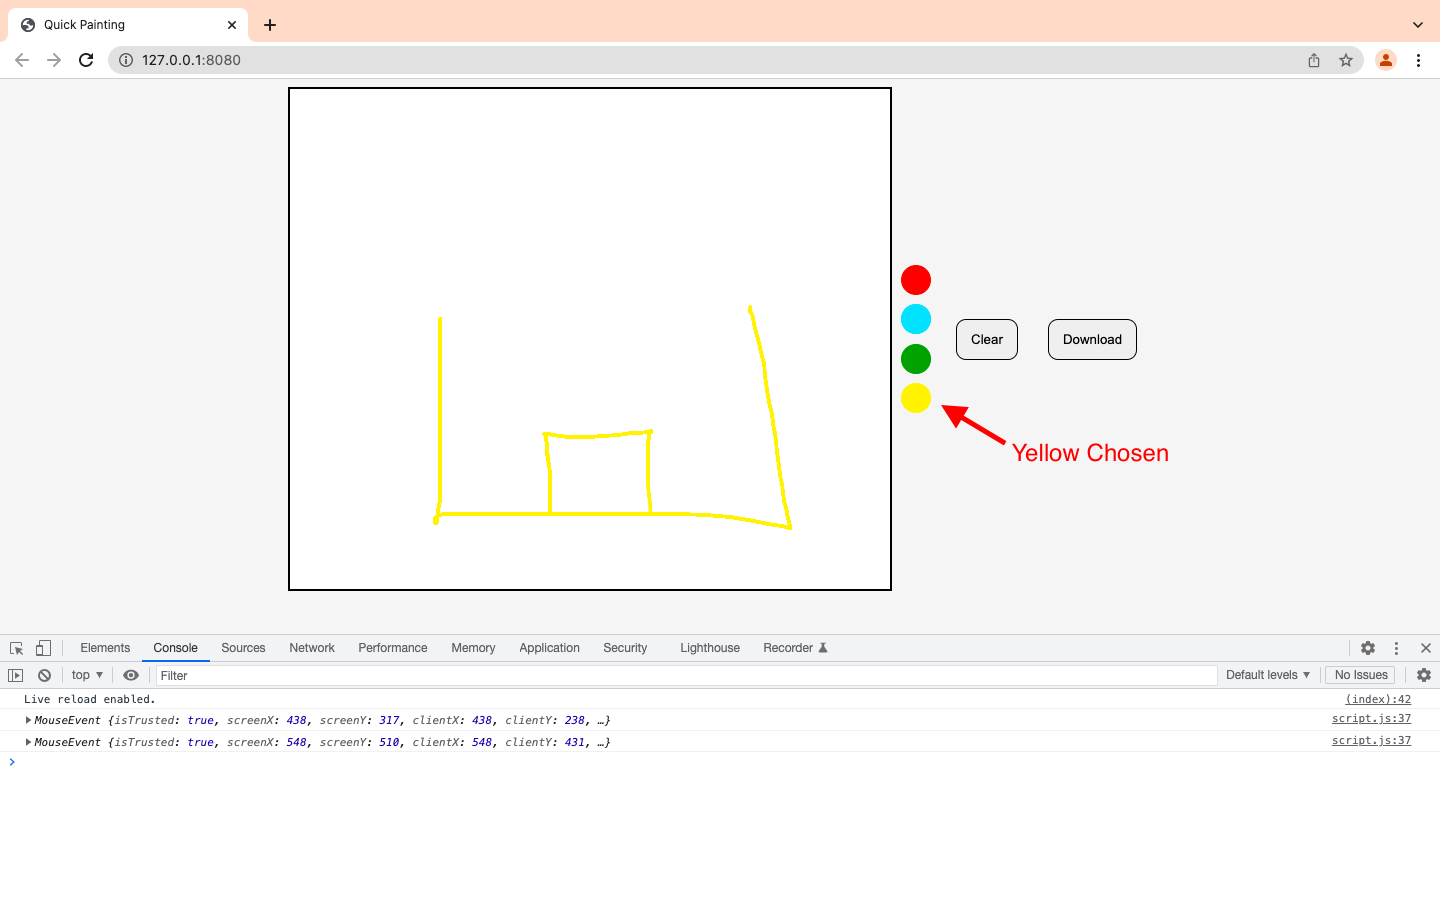 Quick Painting
127.0.0.1:8080
Clear
Download
Yellow Chosen
Elements Console Sources Network Performance Memory Application Security Lighthouse Recorder
top Filter Default levels No Issues
Live reload enabled. (index):42
MouseEvent {isTrusted: true, screenX: 438, screenY: 317, clientX: 438, clientY: 238, …} script.js:37
MouseEvent {isTrusted: true, screenX: 548, screenY: 510, clientX: 548, clientY: 431, …} script.js:37